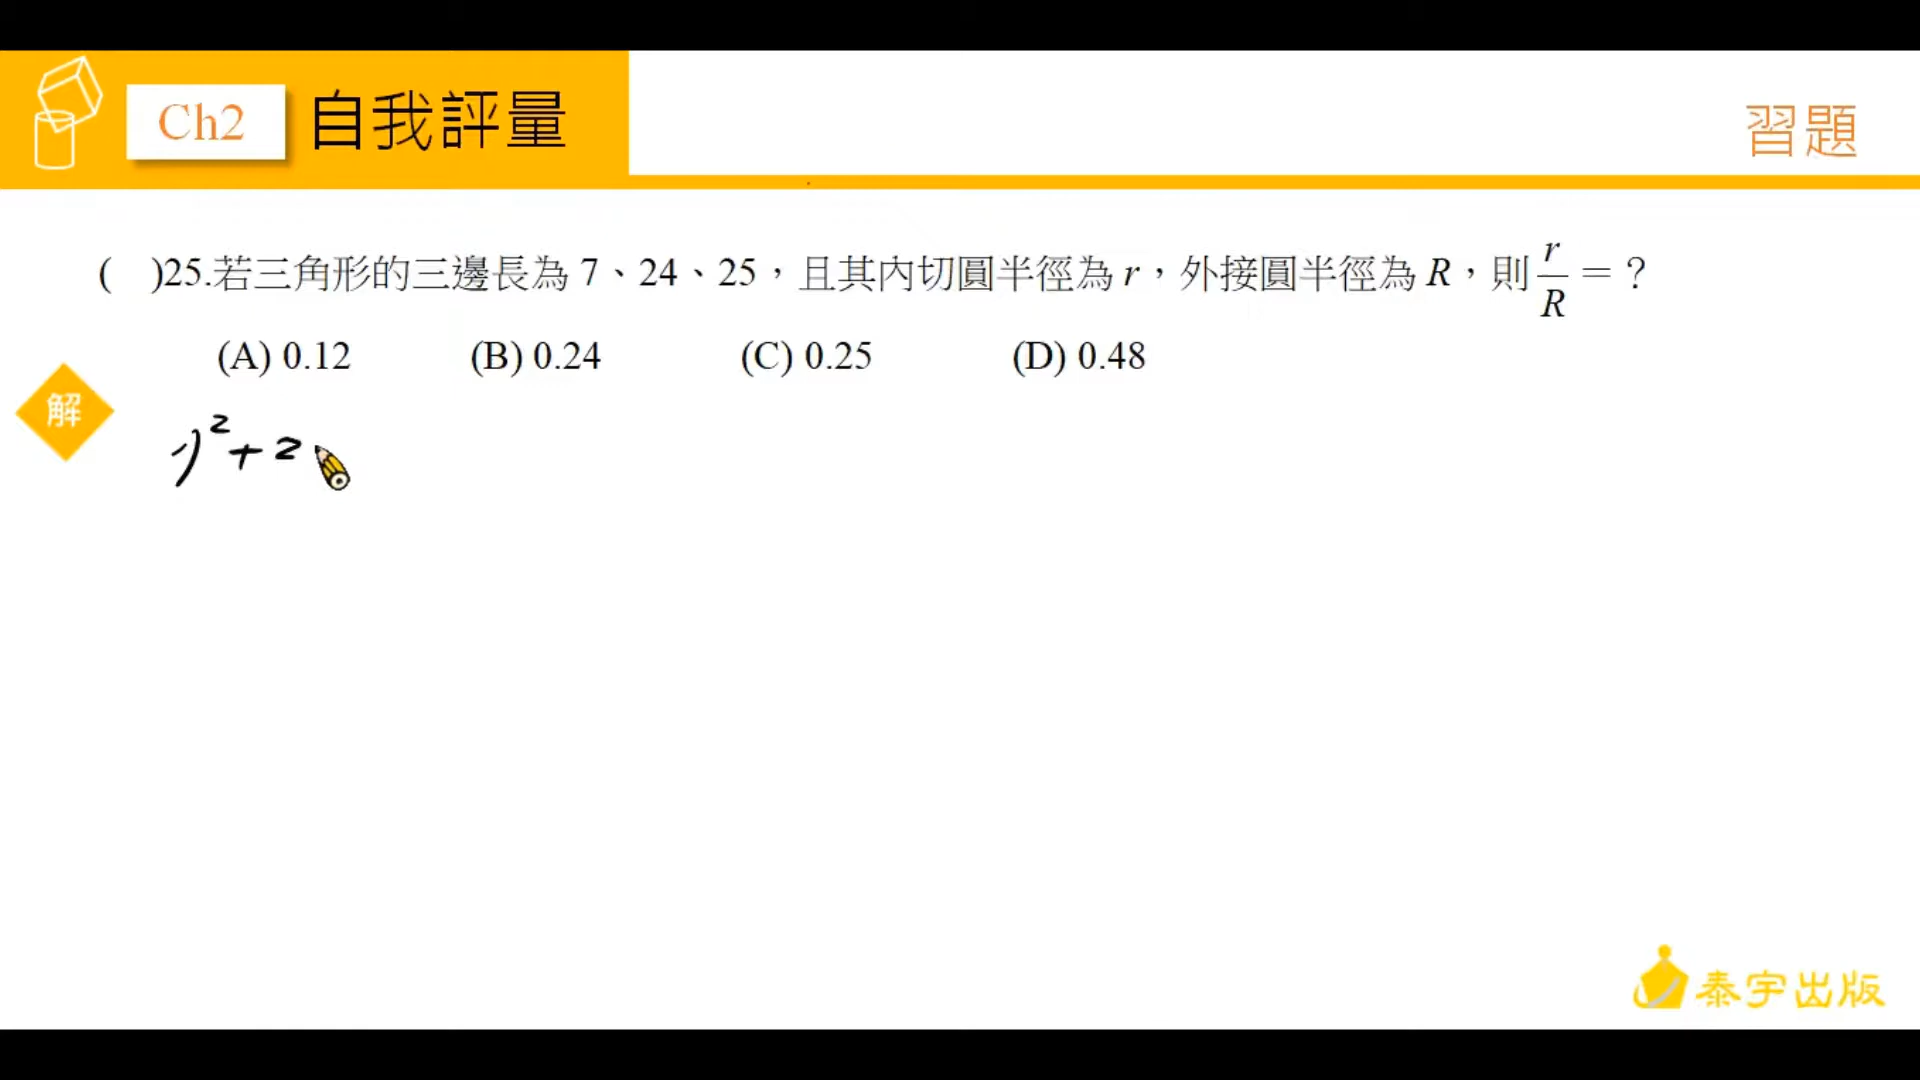 Ch2 自我評量
習題
( )25.若三角形的三邊長為 7、24、25，且其內切圓半徑為 r，外接圓半徑為 R，則 r/R＝？
(A) 0.12 (B) 0.24 (C) 0.25 (D) 0.48
解
7² + 2
泰宇出版